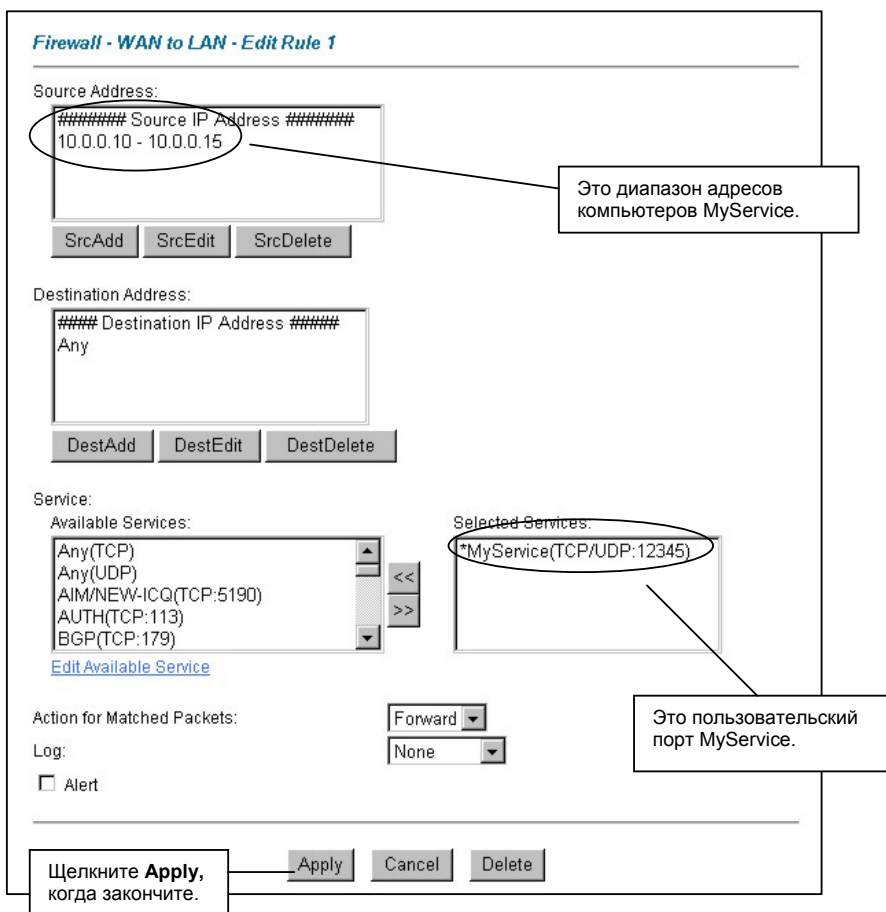 Firewall - WAN to LAN - Edit Rule 1
Source Address:
####### Source IP Address #######
10.0.0.10 - 10.0.0.15
Это диапазон адресов
компьютеров MyService.
SrcAdd SrcEdit SrcDelete
Destination Address:
#### Destination IP Address #####
Any
DestAdd DestEdit DestDelete
Service:
Available Services: Selected Services:
Any(TCP)
Any(UDP)
AIM/NEW-ICQ(TCP:5190)
AUTH(TCP:113)
BGP(TCP:179)
<<
>>
*MyService(TCP/UDP:12345)
Edit Available Service
Это пользовательский
порт MyService.
Action for Matched Packets: Forward
Log: None
Alert
Щелкните Apply,
когда закончите.
Apply Cancel Delete